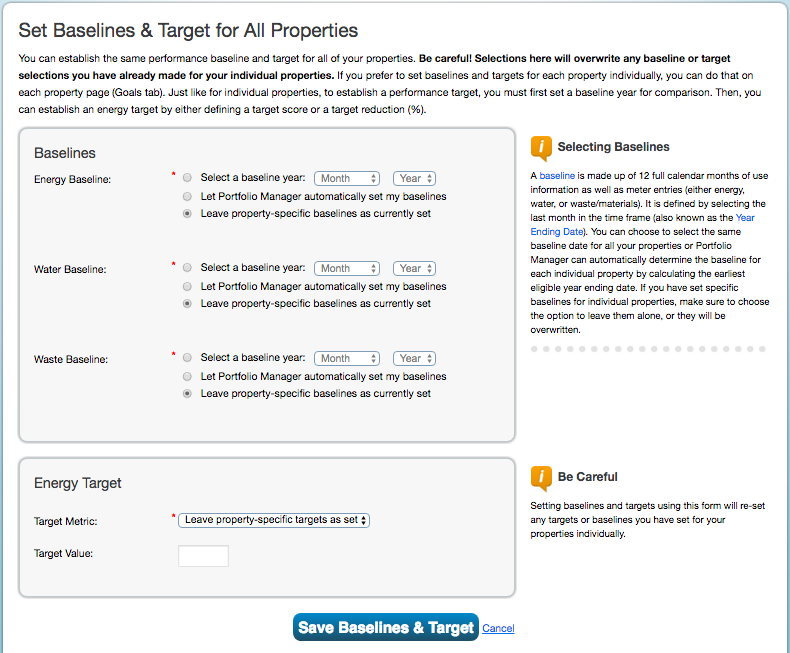 Set Baselines & Target for All Properties
You can establish the same performance baseline and target for all of your properties. Be careful! Selections here will overwrite any baseline or target
selections you have already made for your individual properties. If you prefer to set baselines and targets for each property individually, you can do that on
each property page (Goals tab). Just like for individual properties, to establish a performance target, you must first set a baseline year for comparison. Then, you
can establish an energy target by either defining a target score or a target reduction (%).
Baselines
Energy Baseline:
* Select a baseline year: Month Year
Let Portfolio Manager automatically set my baselines
Leave property-specific baselines as currently set
Water Baseline:
* Select a baseline year: Month Year
Let Portfolio Manager automatically set my baselines
Leave property-specific baselines as currently set
Waste Baseline:
* Select a baseline year: Month Year
Let Portfolio Manager automatically set my baselines
Leave property-specific baselines as currently set
i Selecting Baselines
A baseline is made up of 12 full calendar months of use
information as well as meter entries (either energy,
water, or waste/materials). It is defined by selecting the
last month in the time frame (also known as the Year
Ending Date). You can choose to select the same
baseline date for all your properties or Portfolio
Manager can automatically determine the baseline for
each individual property by calculating the earliest
eligible year ending date. If you have set specific
baselines for individual properties, make sure to choose
the option to leave them alone, or they will be
overwritten.
Energy Target
Target Metric: * Leave property-specific targets as set
Target Value:
i Be Careful
Setting baselines and targets using this form will re-set
any targets or baselines you have set for your
properties individually.
Save Baselines & Target Cancel